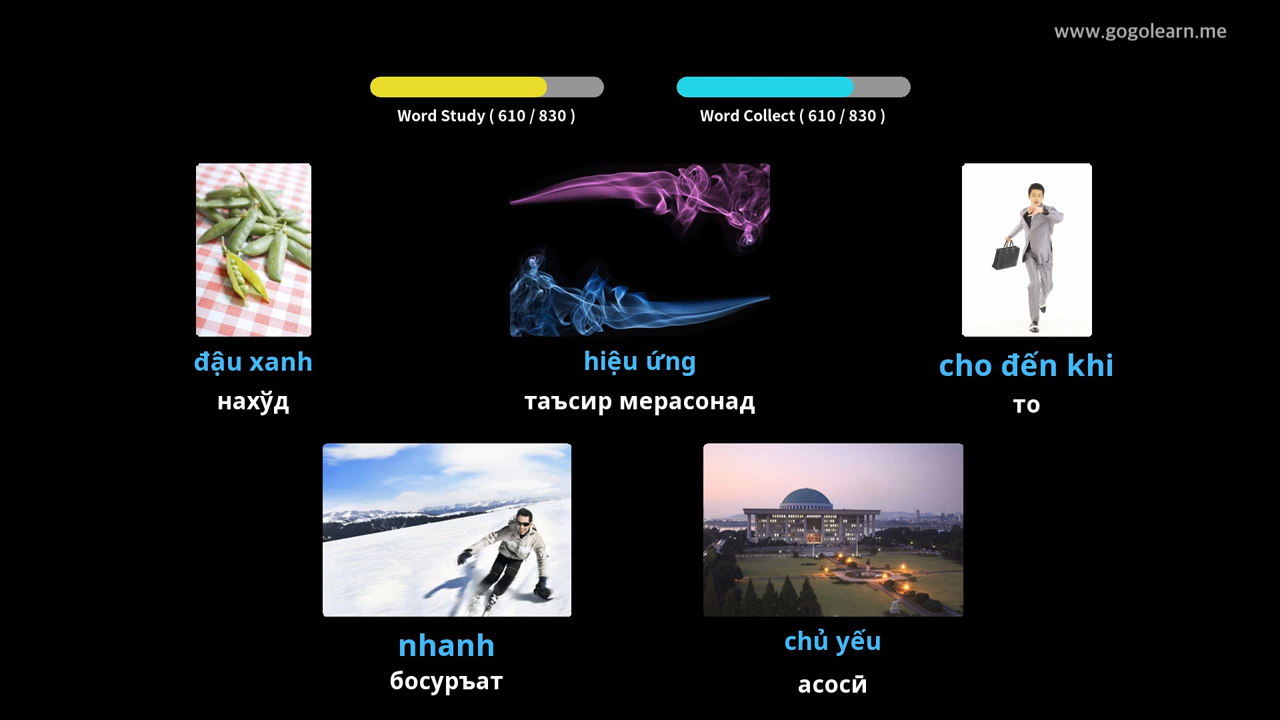 www.gogolearn.me
Word Study ( 610 / 830 )
Word Collect ( 610 / 830 )
đậu xanh
нахӯд
hiệu ứng
таъсир мерасонад
cho đến khi
то
nhanh
босуръат
chủ yếu
асосӣ